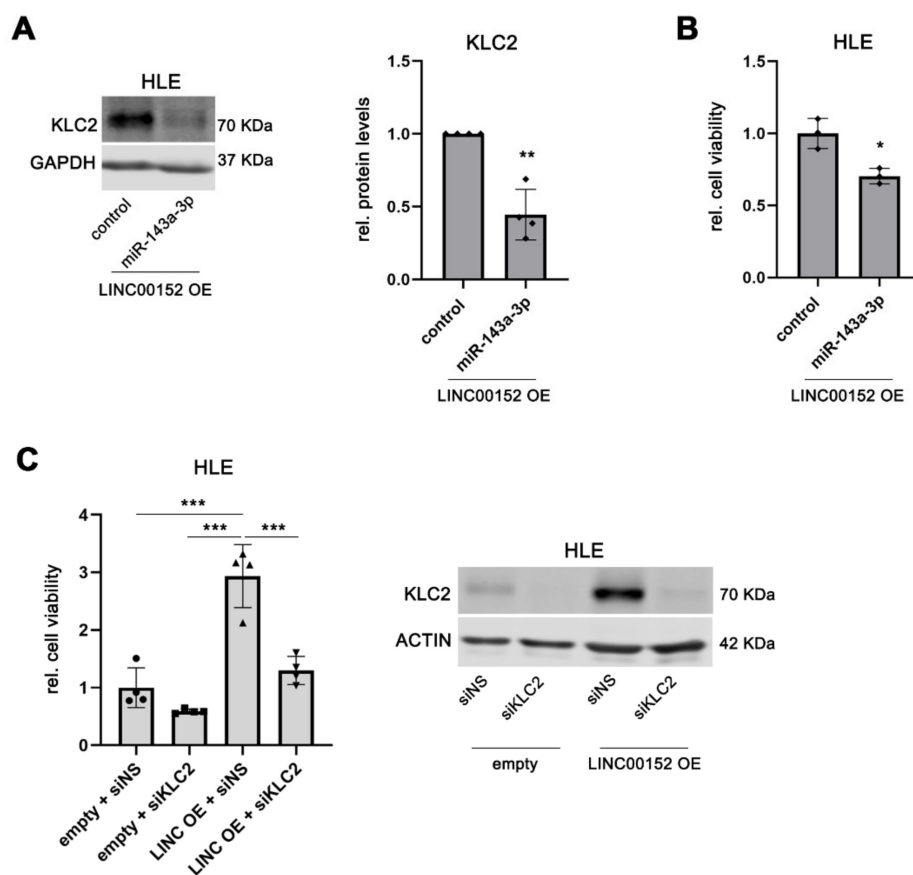 A
HLE
KLC2
70 KDa
GAPDH
37 KDa
control
miR-143a-3p
LINC00152 OE
KLC2
rel. protein levels
1.5
1.0
0.5
0.0
**
control
miR-143a-3p
LINC00152 OE
B
HLE
rel. cell viability
1.5
1.0
0.5
0.0
*
control
miR-143a-3p
LINC00152 OE
C
HLE
rel. cell viability
4
3
2
1
0
***
*** ***
empty + siNS
empty + siKLC2
LINC OE + siNS
LINC OE + siKLC2
HLE
KLC2
70 KDa
ACTIN
42 KDa
siNS
siKLC2
siNS
siKLC2
empty
LINC00152 OE